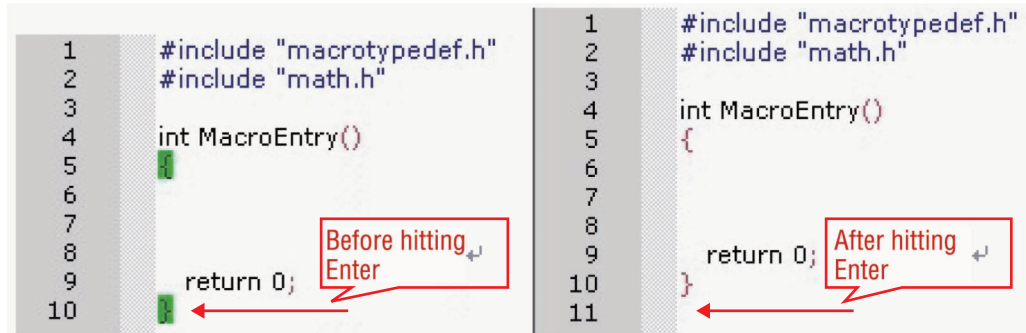 1 #include "macrotypedef.h"
2 #include "math.h"
3
4 int MacroEntry()
5 {
6
7
8
9 return 0;
10 }
Before hitting
Enter
1 #include "macrotypedef.h"
2 #include "math.h"
3
4 int MacroEntry()
5 {
6
7
8
9 return 0;
10 }
11
After hitting
Enter